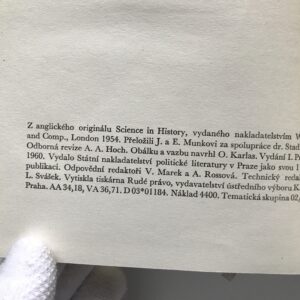 Z anglického originálu Science in History, vydaného nakladatelstvím W
and Comp., London 1954. Přeložili J. a E. Munkovi za spolupráce dr. Stad
Odborná revize A. A. Hoch. Obálku a vazbu navrhl O. Karlas. Vydání I. P
1960. Vydalo Státní nakladatelství politické literatury v Praze jako svou 1
publikaci. Odpovědní redaktoři V. Marek a A. Rossová. Technický redak
L. Svášek. Vytiskla tiskárna Rudé právo, vydavatelství ústředního výboru K
Praha. AA 34,18, VA 36,71. D 03*01184. Náklad 4400. Tematická skupina 02/